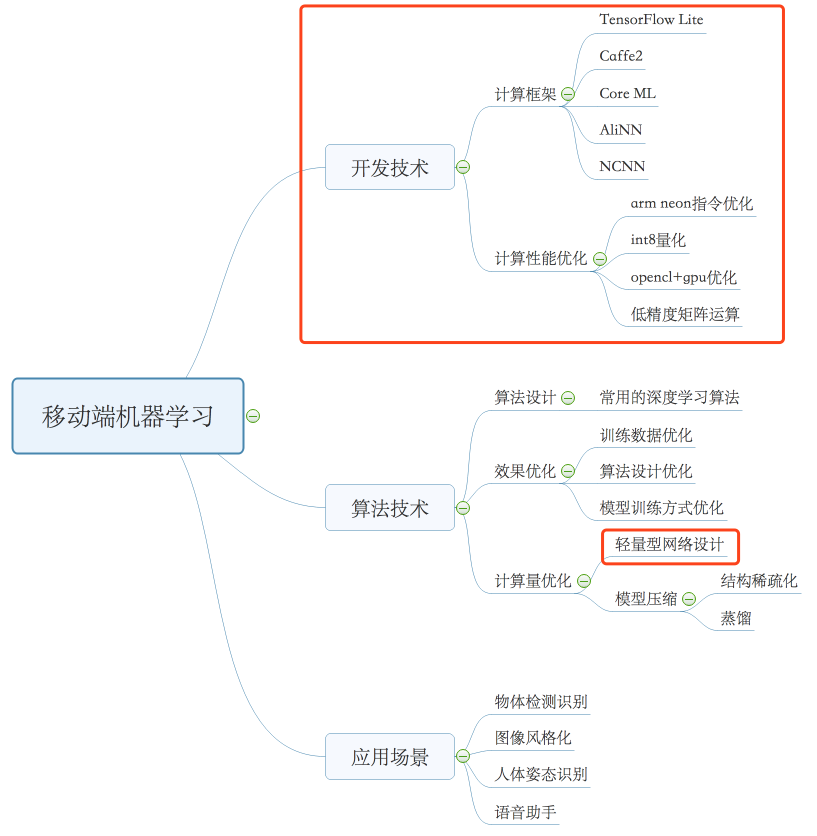 移动端机器学习
开发技术
计算框架
TensorFlow Lite
Caffe2
Core ML
AliNN
NCNN
计算性能优化
arm neon指令优化
int8量化
opencl+gpu优化
低精度矩阵运算
算法技术
算法设计
常用的深度学习算法
效果优化
训练数据优化
算法设计优化
模型训练方式优化
计算量优化
轻量型网络设计
模型压缩
结构稀疏化
蒸馏
应用场景
物体检测识别
图像风格化
人体姿态识别
语音助手